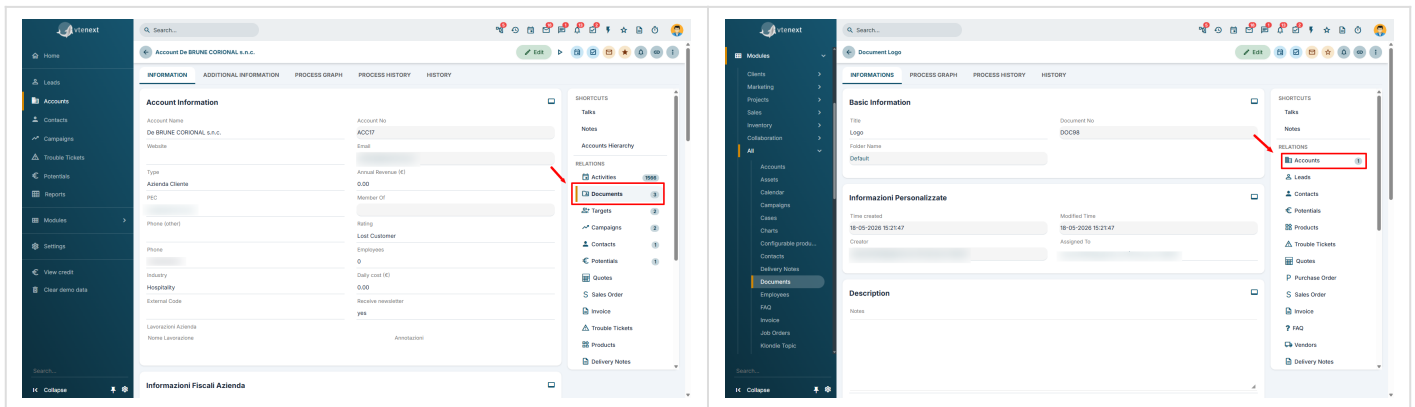 vtenext
Search...
Home
Leads
Accounts
Contacts
Campaigns
Trouble Tickets
Potentials
Reports
Modules
Settings
View credit
Clear demo data
Search...
Collapse
Account De BRUNE CORIONAL s.n.c.
Edit
INFORMATION ADDITIONAL INFORMATION PROCESS GRAPH PROCESS HISTORY HISTORY
Account Information
Account Name Account No
De BRUNE CORIONAL s.n.c. ACC17
Website Email
Type Annual Revenue (€)
Azienda Cliente 0.00
PEC Member Of
Phone (other) Rating
Lost Customer
Phone Employees
0
Industry Daily cost (€)
Hospitality 0.00
External Code Receive newsletter
yes
Lavorazioni Azienda
Nome Lavorazione Annotazioni
Informazioni Fiscali Azienda
SHORTCUTS
Talks
Notes
Accounts Hierarchy
RELATIONS
Activities 1566
Documents 3
Targets 2
Campaigns 2
Contacts 1
Potentials 1
Quotes
Sales Order
Invoice
Trouble Tickets
Products
Delivery Notes
vtenext
Search...
Modules
Clients
Marketing
Projects
Sales
Inventory
Collaboration
All
Accounts
Assets
Calendar
Campaigns
Cases
Charts
Configurable produ...
Contacts
Delivery Notes
Documents
Employees
FAQ
Invoice
Job Orders
Klondie Topic
Search...
Collapse
Document Logo
Edit
INFORMATIONS PROCESS GRAPH PROCESS HISTORY HISTORY
Basic Information
Title Document No
Logo DOC98
Folder Name
Default
Informazioni Personalizzate
Time created Modified Time
18-05-2026 15:21:47 18-05-2026 15:21:47
Creator Assigned To
Description
Notes
SHORTCUTS
Talks
Notes
RELATIONS
Accounts 1
Leads
Contacts
Potentials
Products
Trouble Tickets
Quotes
Purchase Order
Sales Order
Invoice
FAQ
Vendors
Delivery Notes